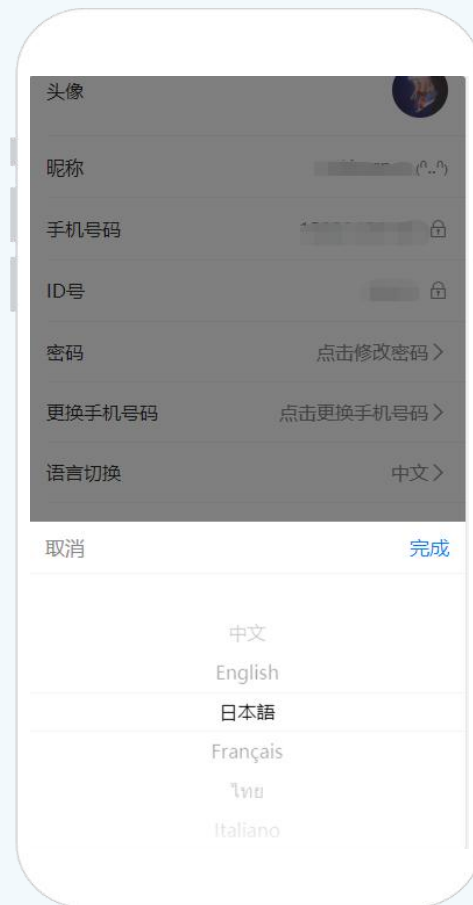 头像
昵称 (^..^)
手机号码
ID号
密码 点击修改密码
更换手机号码 点击更换手机号码
语言切换 中文
取消 完成
中文
English
日本語
Français
ไทย
Italiano